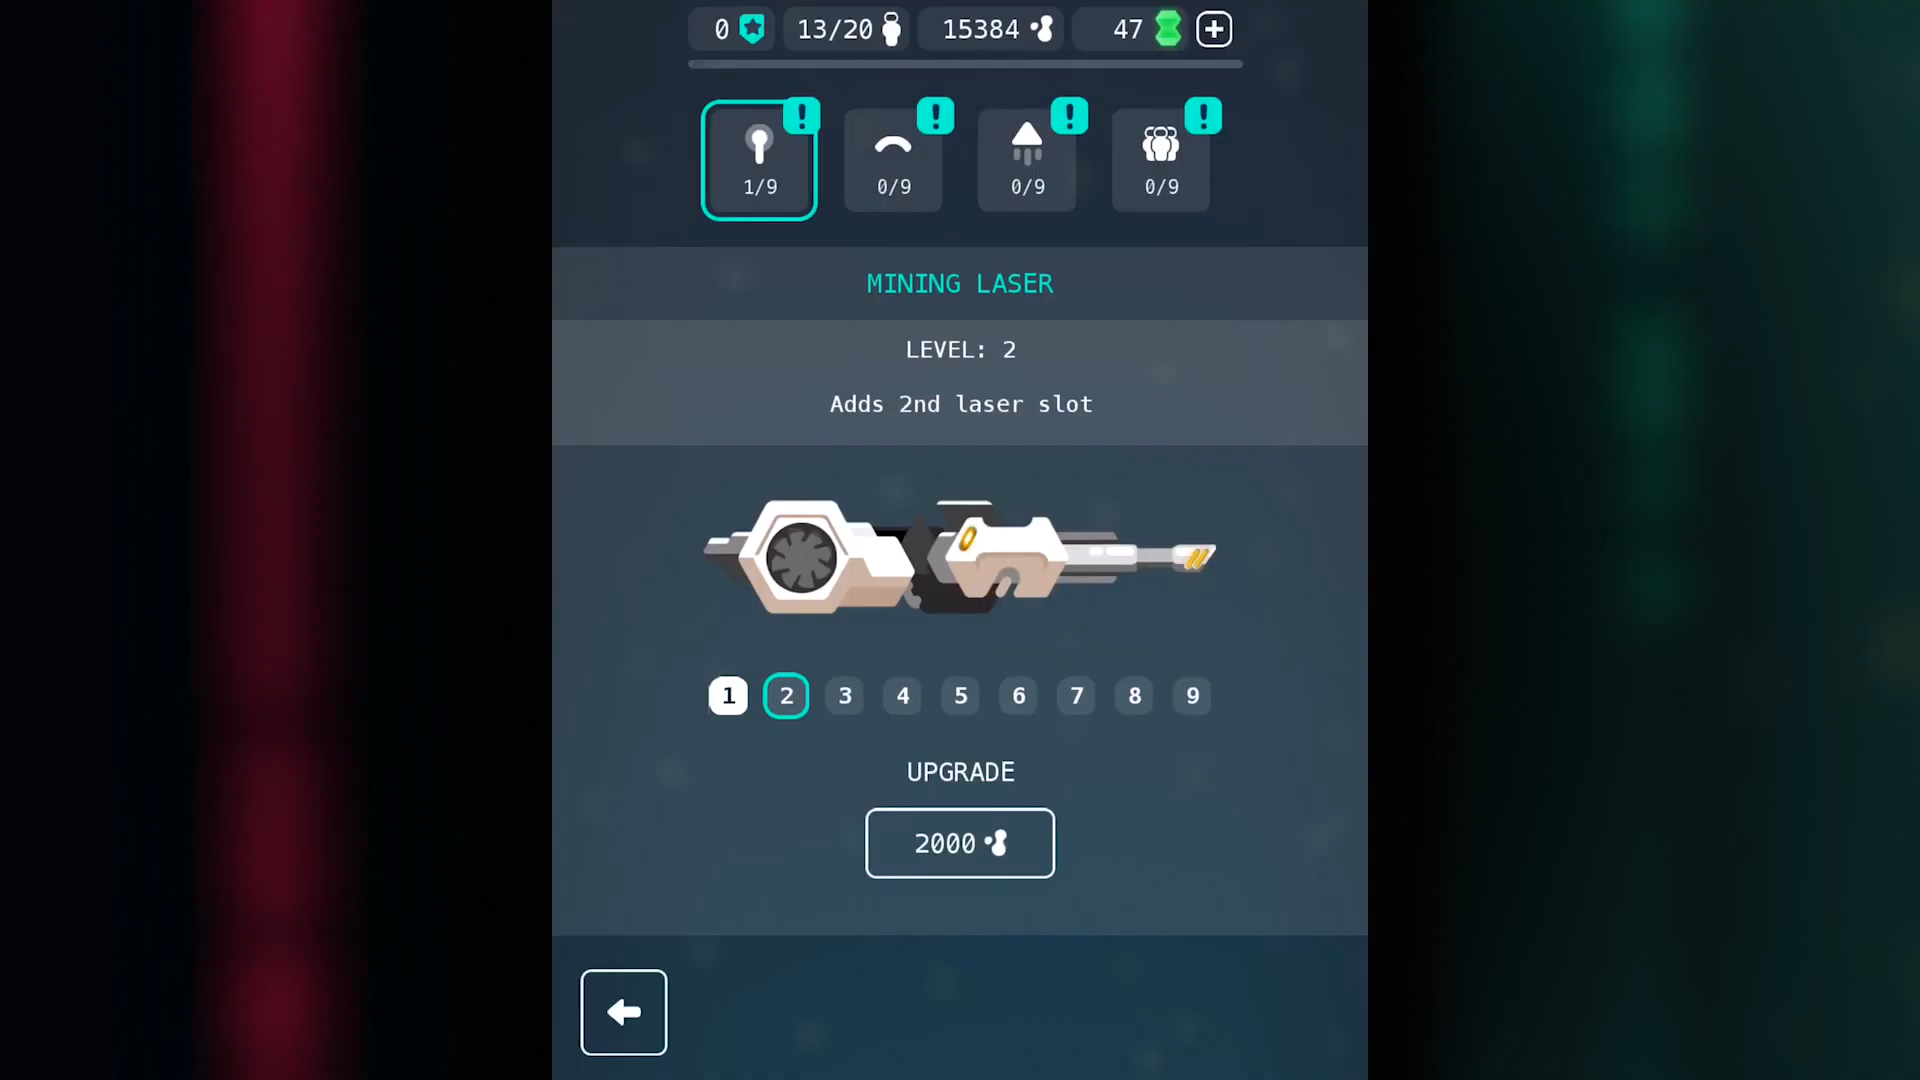 0 13/20 15384 47
! ! ! !
1/9 0/9 0/9 0/9
MINING LASER
LEVEL: 2
Adds 2nd laser slot
1 2 3 4 5 6 7 8 9
UPGRADE
2000